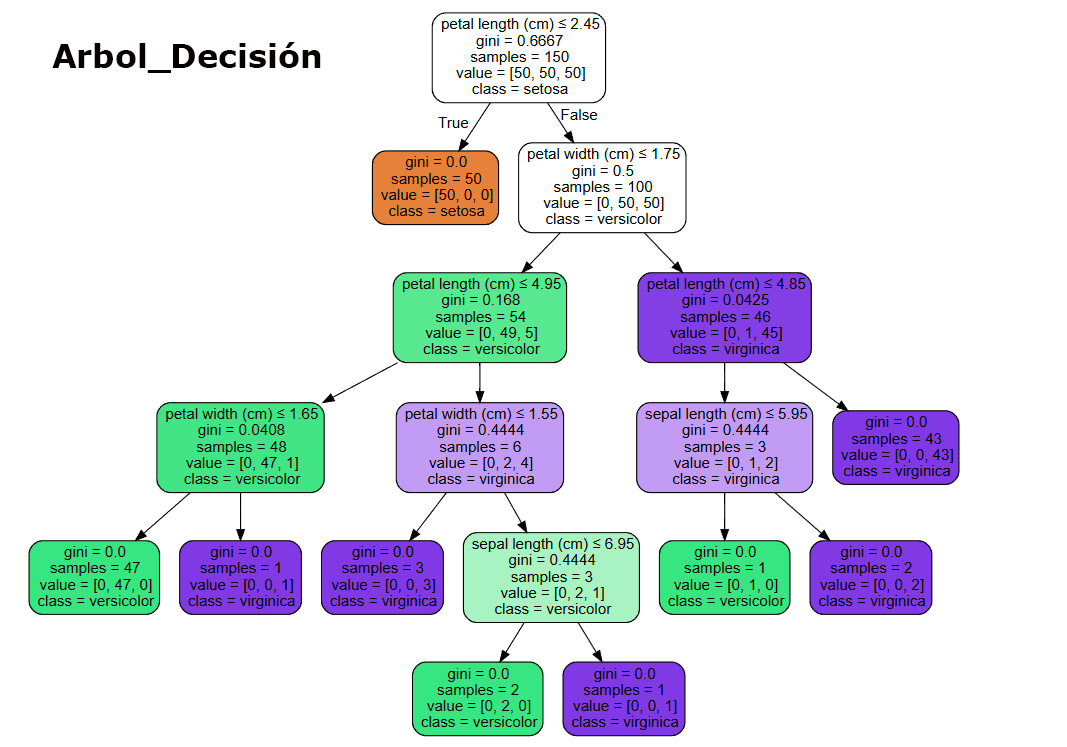 Arbol_Decisión
petal length (cm) ≤ 2.45
gini = 0.6667
samples = 150
value = [50, 50, 50]
class = setosa
True
False
gini = 0.0
samples = 50
value = [50, 0, 0]
class = setosa
petal width (cm) ≤ 1.75
gini = 0.5
samples = 100
value = [0, 50, 50]
class = versicolor
petal length (cm) ≤ 4.95
gini = 0.168
samples = 54
value = [0, 49, 5]
class = versicolor
petal length (cm) ≤ 4.85
gini = 0.0425
samples = 46
value = [0, 1, 45]
class = virginica
petal width (cm) ≤ 1.65
gini = 0.0408
samples = 48
value = [0, 47, 1]
class = versicolor
petal width (cm) ≤ 1.55
gini = 0.4444
samples = 6
value = [0, 2, 4]
class = virginica
sepal length (cm) ≤ 5.95
gini = 0.4444
samples = 3
value = [0, 1, 2]
class = virginica
gini = 0.0
samples = 43
value = [0, 0, 43]
class = virginica
gini = 0.0
samples = 47
value = [0, 47, 0]
class = versicolor
gini = 0.0
samples = 1
value = [0, 0, 1]
class = virginica
gini = 0.0
samples = 3
value = [0, 0, 3]
class = virginica
sepal length (cm) ≤ 6.95
gini = 0.4444
samples = 3
value = [0, 2, 1]
class = versicolor
gini = 0.0
samples = 1
value = [0, 1, 0]
class = versicolor
gini = 0.0
samples = 2
value = [0, 0, 2]
class = virginica
gini = 0.0
samples = 2
value = [0, 2, 0]
class = versicolor
gini = 0.0
samples = 1
value = [0, 0, 1]
class = virginica